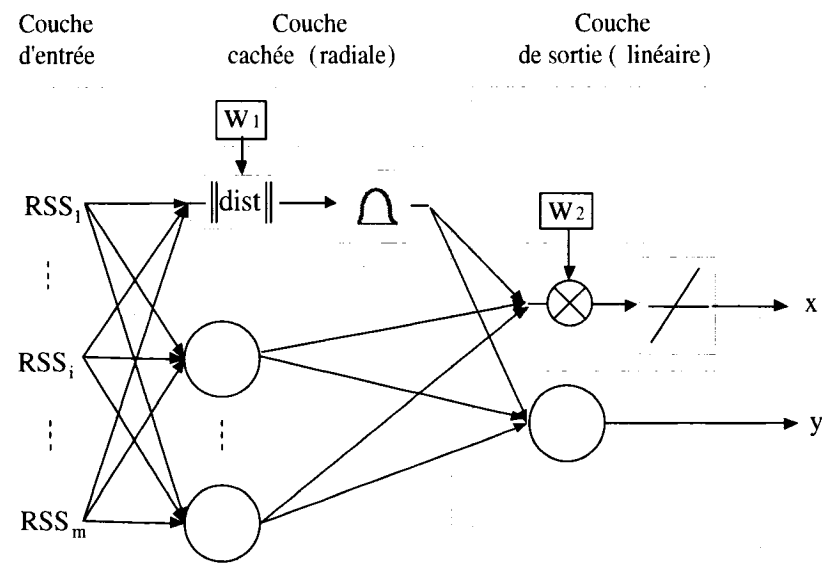 Couche
d'entrée
Couche
cachée (radiale)
Couche
de sortie ( linéaire)
W1
RSS1
||dist||
W2
x
RSSi
y
RSSm